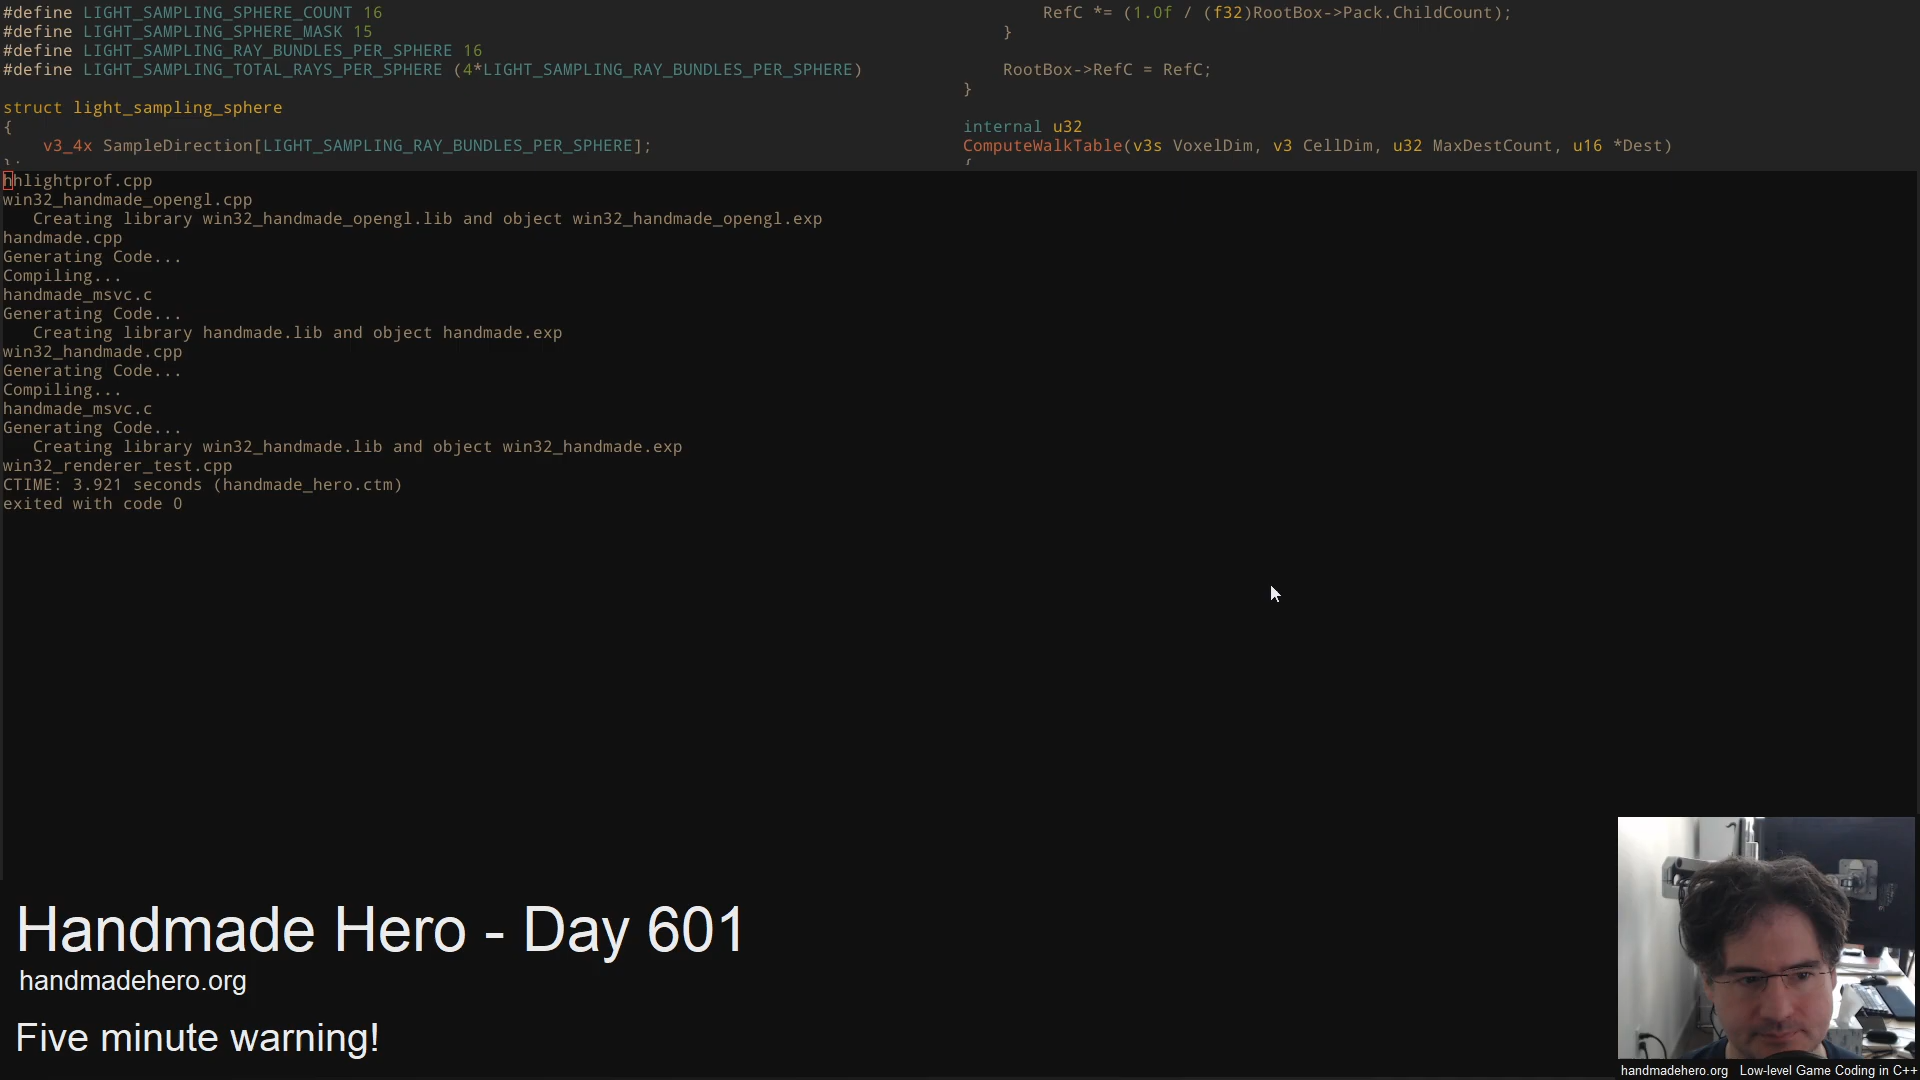 #define LIGHT_SAMPLING_SPHERE_COUNT 16
#define LIGHT_SAMPLING_SPHERE_MASK 15
#define LIGHT_SAMPLING_RAY_BUNDLES_PER_SPHERE 16
#define LIGHT_SAMPLING_TOTAL_RAYS_PER_SPHERE (4*LIGHT_SAMPLING_RAY_BUNDLES_PER_SPHERE)
struct light_sampling_sphere
{
v3_4x SampleDirection[LIGHT_SAMPLING_RAY_BUNDLES_PER_SPHERE];
RefC *= (1.0f / (f32)RootBox->Pack.ChildCount);
}
RootBox->RefC = RefC;
}
internal u32
ComputeWalkTable(v3s VoxelDim, v3 CellDim, u32 MaxDestCount, u16 *Dest)
hhlightprof.cpp
win32_handmade_opengl.cpp
Creating library win32_handmade_opengl.lib and object win32_handmade_opengl.exp
handmade.cpp
Generating Code...
Compiling...
handmade_msvc.c
Generating Code...
Creating library handmade.lib and object handmade.exp
win32_handmade.cpp
Generating Code...
Compiling...
handmade_msvc.c
Generating Code...
Creating library win32_handmade.lib and object win32_handmade.exp
win32_renderer_test.cpp
CTIME: 3.921 seconds (handmade_hero.ctm)
exited with code 0
Handmade Hero - Day 601
handmadehero.org
Five minute warning!
handmadehero.org Low-level Game Coding in C++